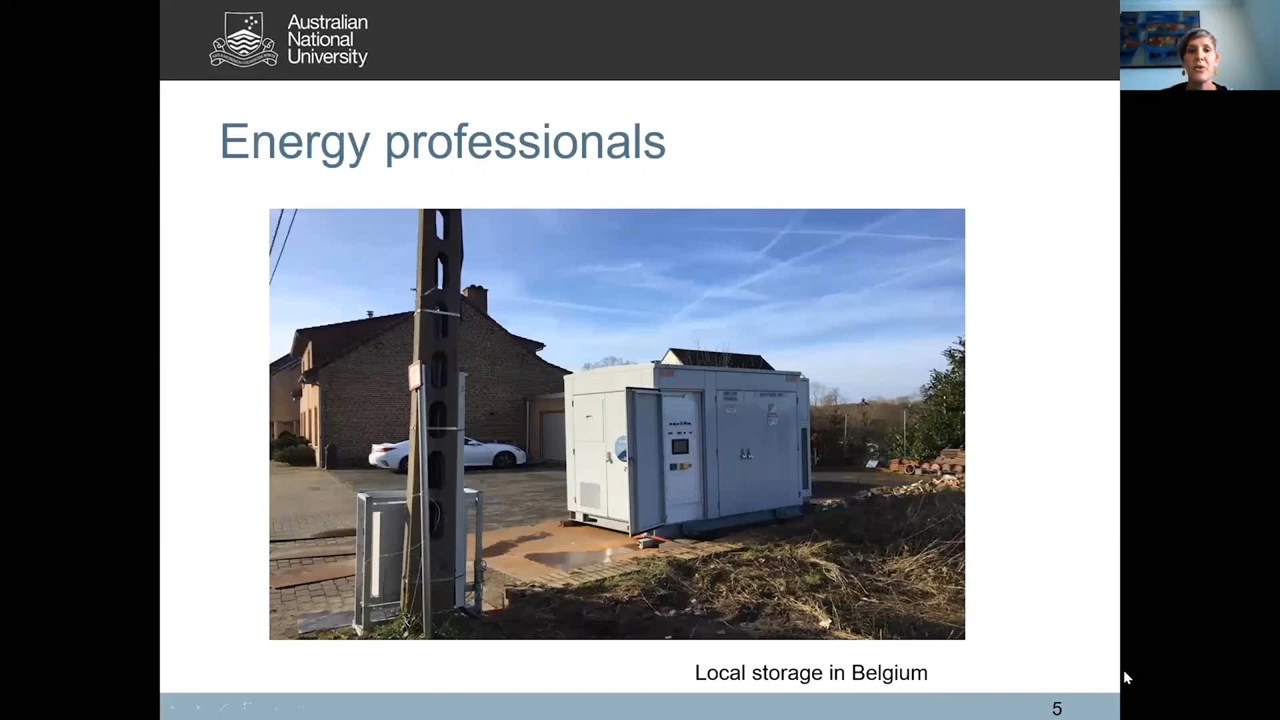 Australian
National
University
Energy professionals
Local storage in Belgium
5